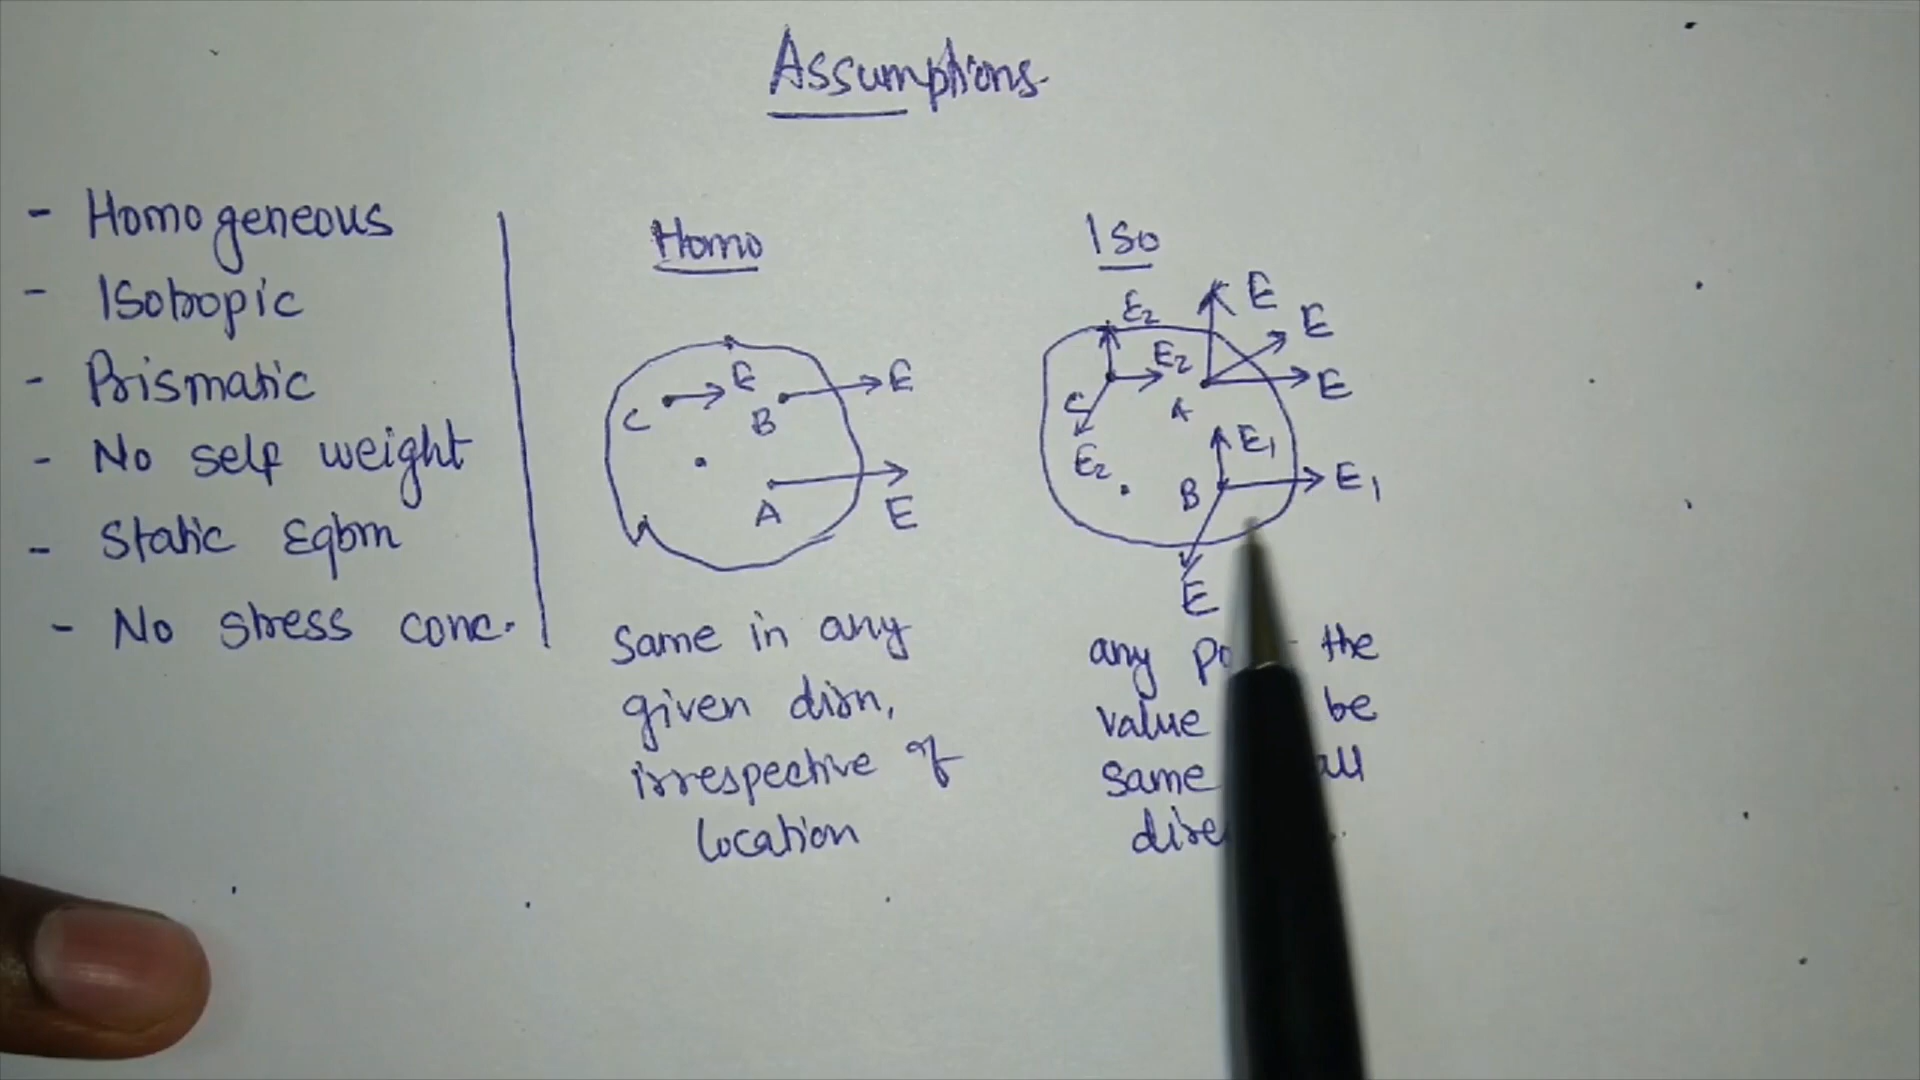 Assumptions
- Homogeneous
- Isotropic
- Prismatic
- No self weight
- Static Eqbm
- No stress conc.
Homo
E
E
C
B
A
E
Same in any
given dirn,
irrespective of
location
Iso
E2
E
E
E2
E
C
A
E1
E2
B
E1
E
any the
value be
same all